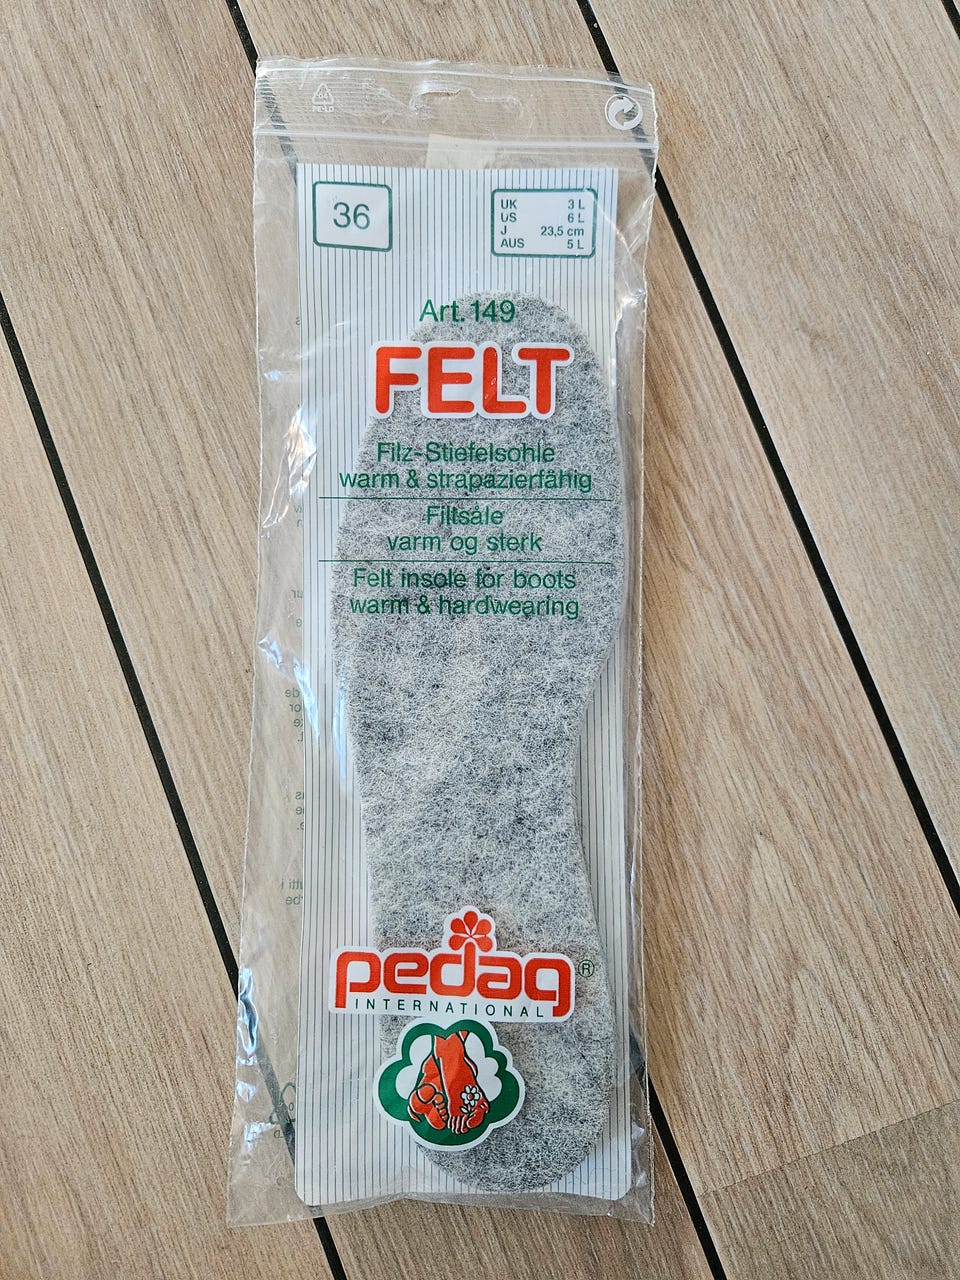 36
UK 3 L
US 6 L
J 23,5 cm
AUS 5 L
Art. 149
FELT
Filz-Stiefelsohle
warm & strapazierfähig
Filtsåle
varm og sterk
Felt insole for boots
warm & hardwearing
pedag®
INTERNATIONAL